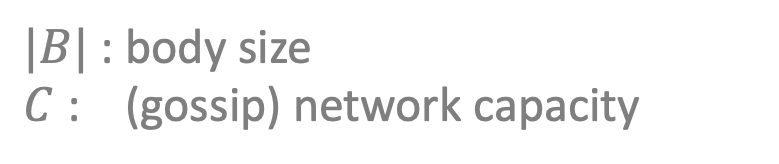 |B| : body size
C : (gossip) network capacity